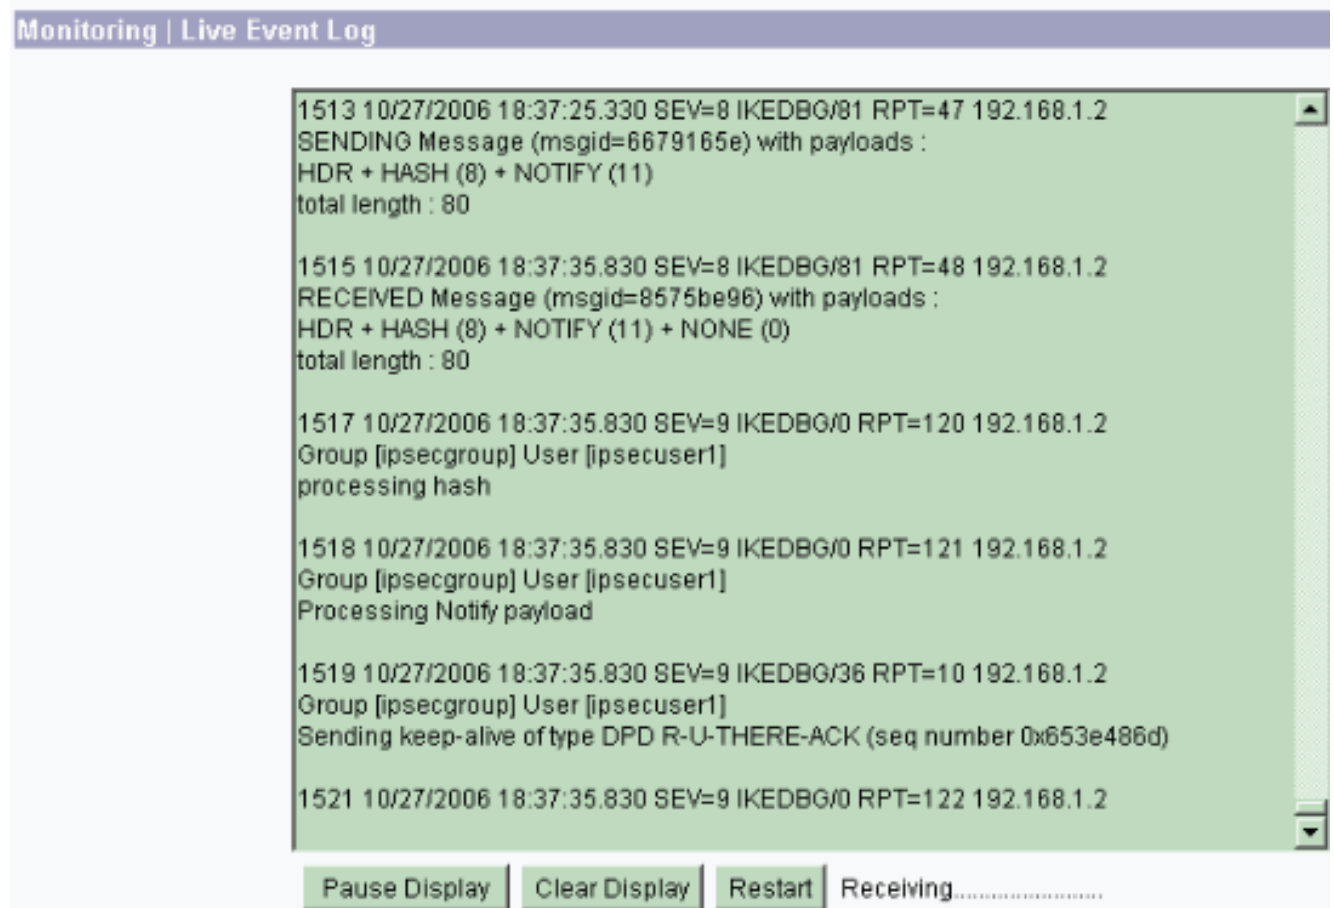 Monitoring | Live Event Log
1513 10/27/2006 18:37:25.330 SEV=8 IKEDBG/81 RPT=47 192.168.1.2
SENDING Message (msgid=6679165e) with payloads :
HDR + HASH (8) + NOTIFY (11)
total length : 80
1515 10/27/2006 18:37:35.830 SEV=8 IKEDBG/81 RPT=48 192.168.1.2
RECEIVED Message (msgid=8575be96) with payloads :
HDR + HASH (8) + NOTIFY (11) + NONE (0)
total length : 80
1517 10/27/2006 18:37:35.830 SEV=9 IKEDBG/0 RPT=120 192.168.1.2
Group [ipsecgroup] User [ipsecuser1]
processing hash
1518 10/27/2006 18:37:35.830 SEV=9 IKEDBG/0 RPT=121 192.168.1.2
Group [ipsecgroup] User [ipsecuser1]
Processing Notify payload
1519 10/27/2006 18:37:35.830 SEV=9 IKEDBG/36 RPT=10 192.168.1.2
Group [ipsecgroup] User [ipsecuser1]
Sending keep-alive of type DPD R-U-THERE-ACK (seq number 0x653e486d)
1521 10/27/2006 18:37:35.830 SEV=9 IKEDBG/0 RPT=122 192.168.1.2
Pause Display Clear Display Restart Receiving........................